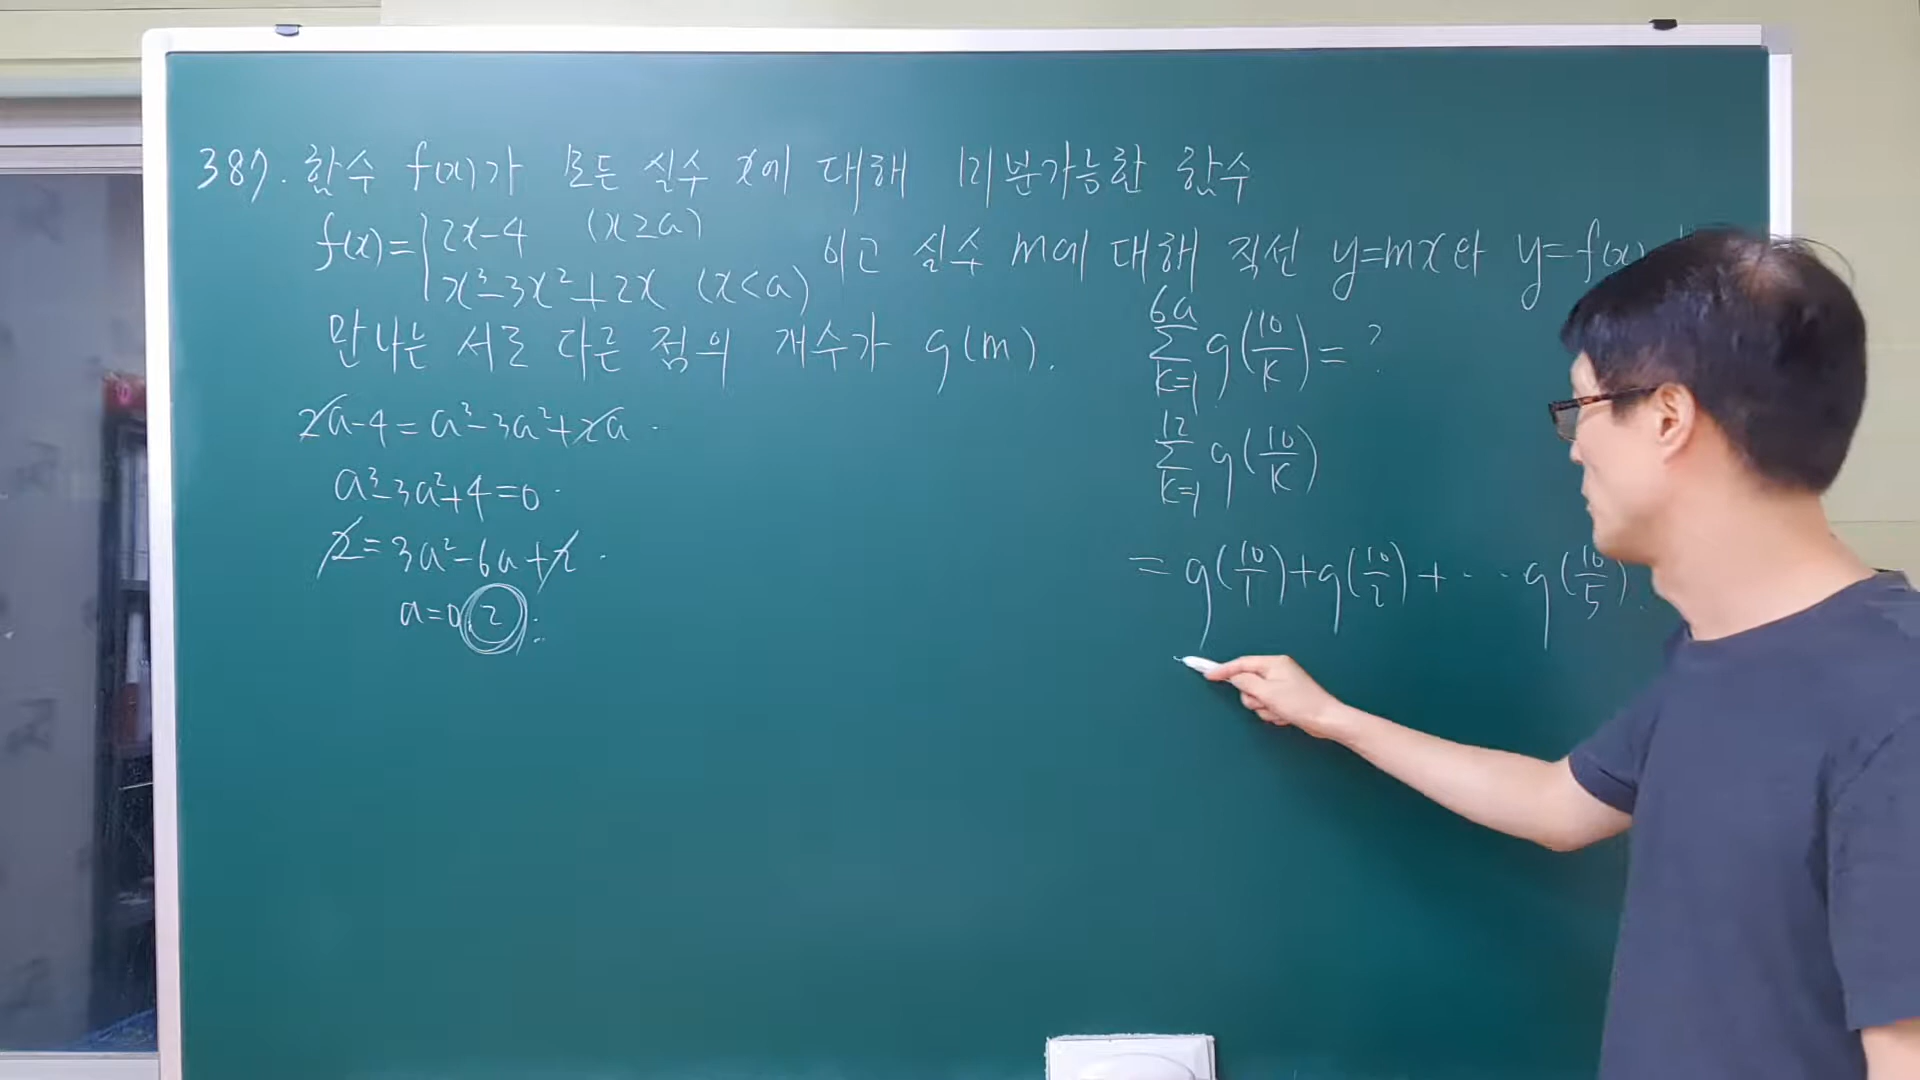 387. 함수 f(x)가 모든 실수 x에 대해 미분가능한 함수
f(x)={2x-4 (x≥a)
x³-3x²+2x (x<a)
이고 실수 m에 대해 직선 y=mx와 y=f(x)
만나는 서로 다른 점의 개수가 g(m).
6a
Σ g(10/k)=?
k=1
2a-4=a³-3a²+2a.
12
Σ g(10/k)
k=1
a³-3a²+4=0.
2=3a²-6a+2.
a=0, 2
=g(10/1)+g(10/2)+··· g(10/5).